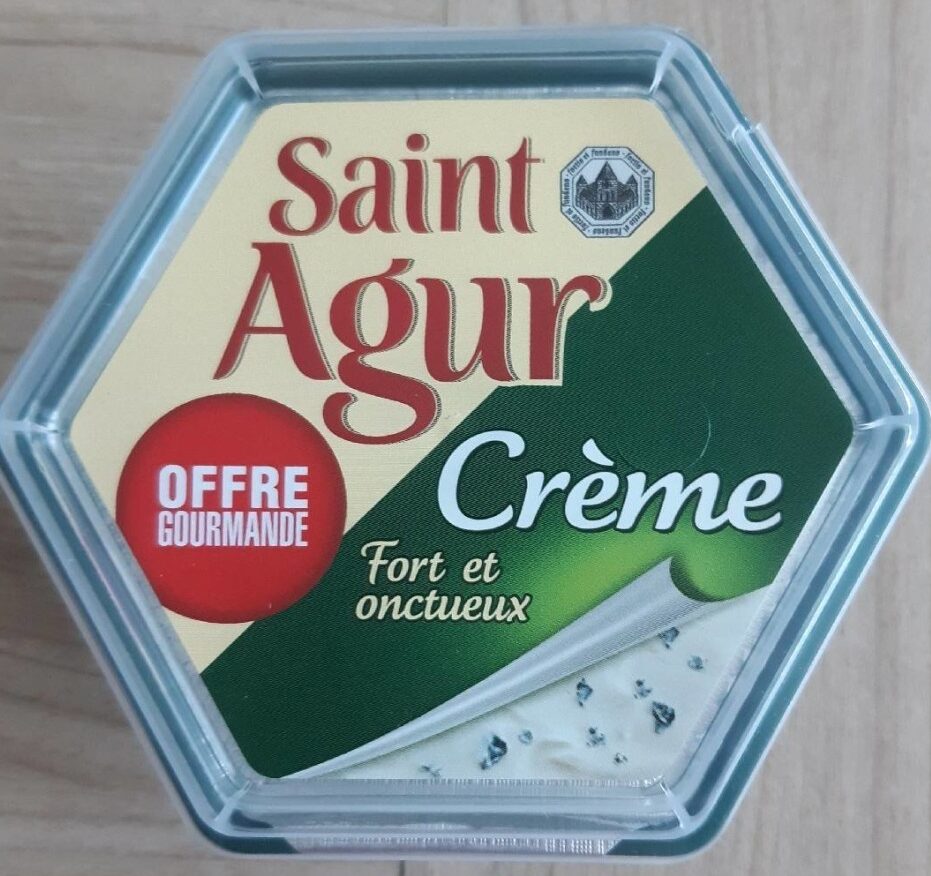 Saint
Agur
Crème
OFFRE
GOURMANDE
Fort et
onctueux